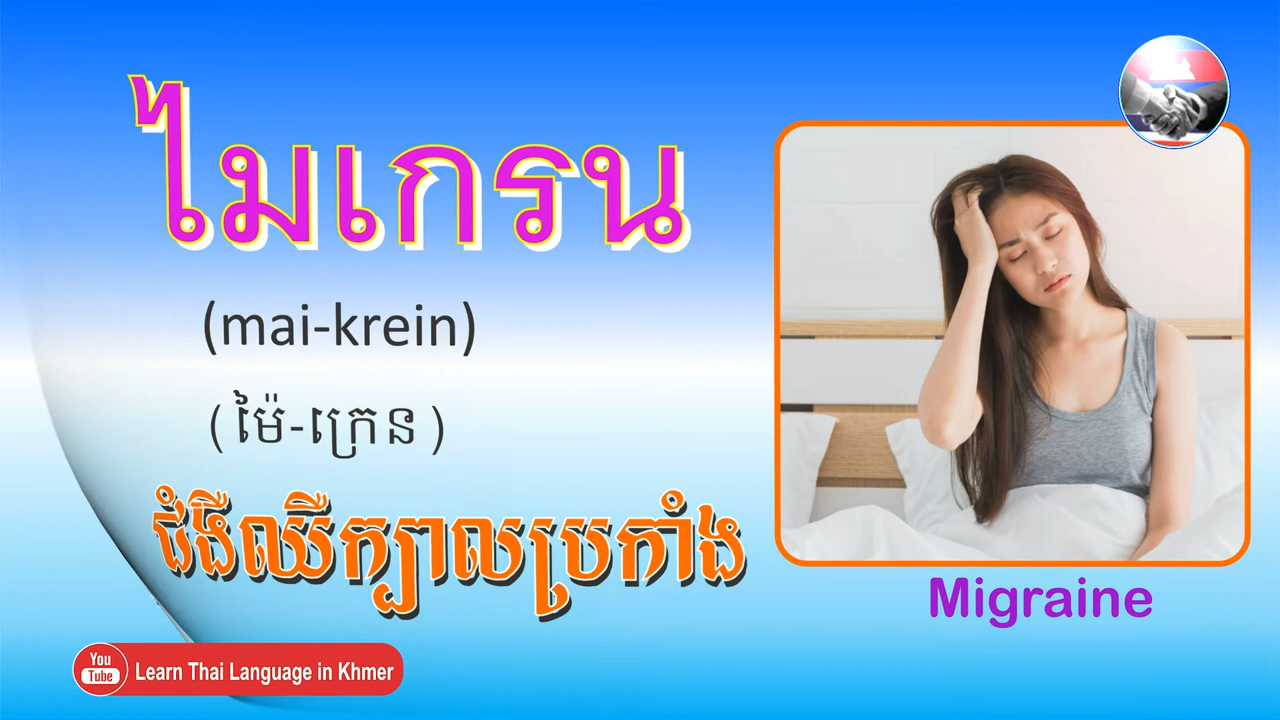 ไมเกรน
(mai-krein)
( ម៉ៃ-ក្រេន )
ជំងឺឈឺក្បាលប្រកាំង
Migraine
You
Tube
Learn Thai Language in Khmer